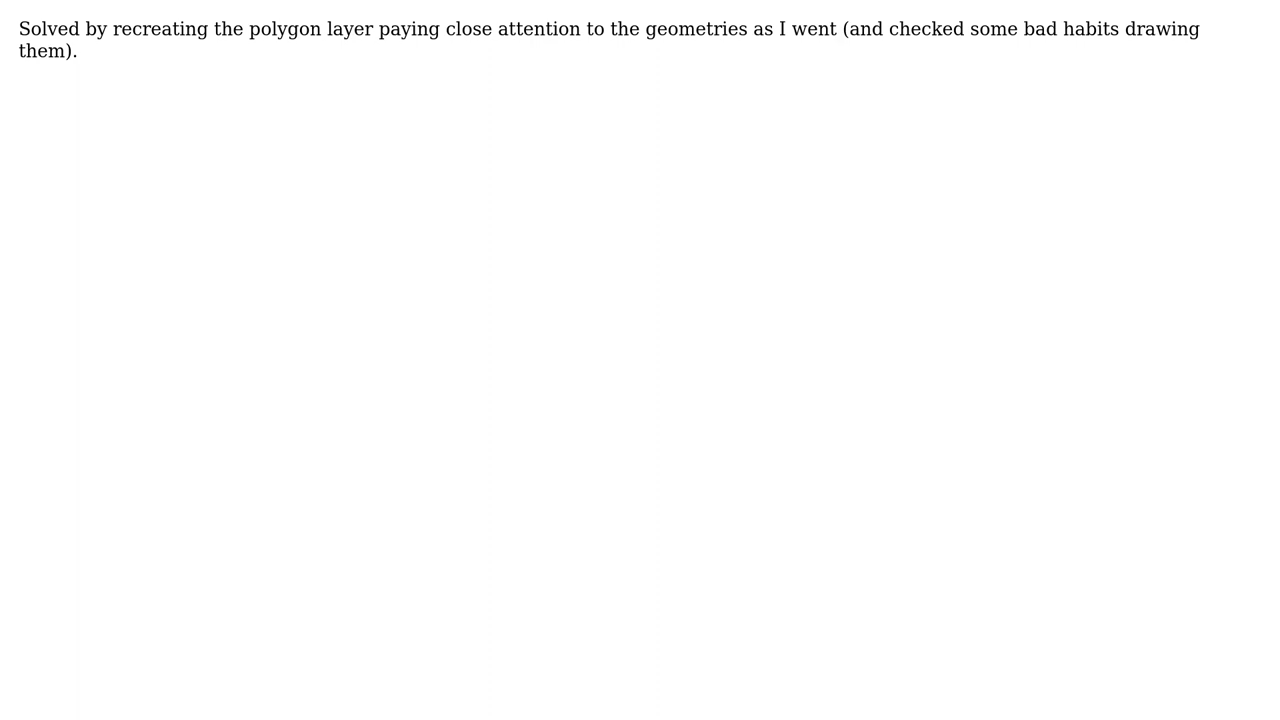 Solved by recreating the polygon layer paying close attention to the geometries as I went (and checked some bad habits drawing
them).